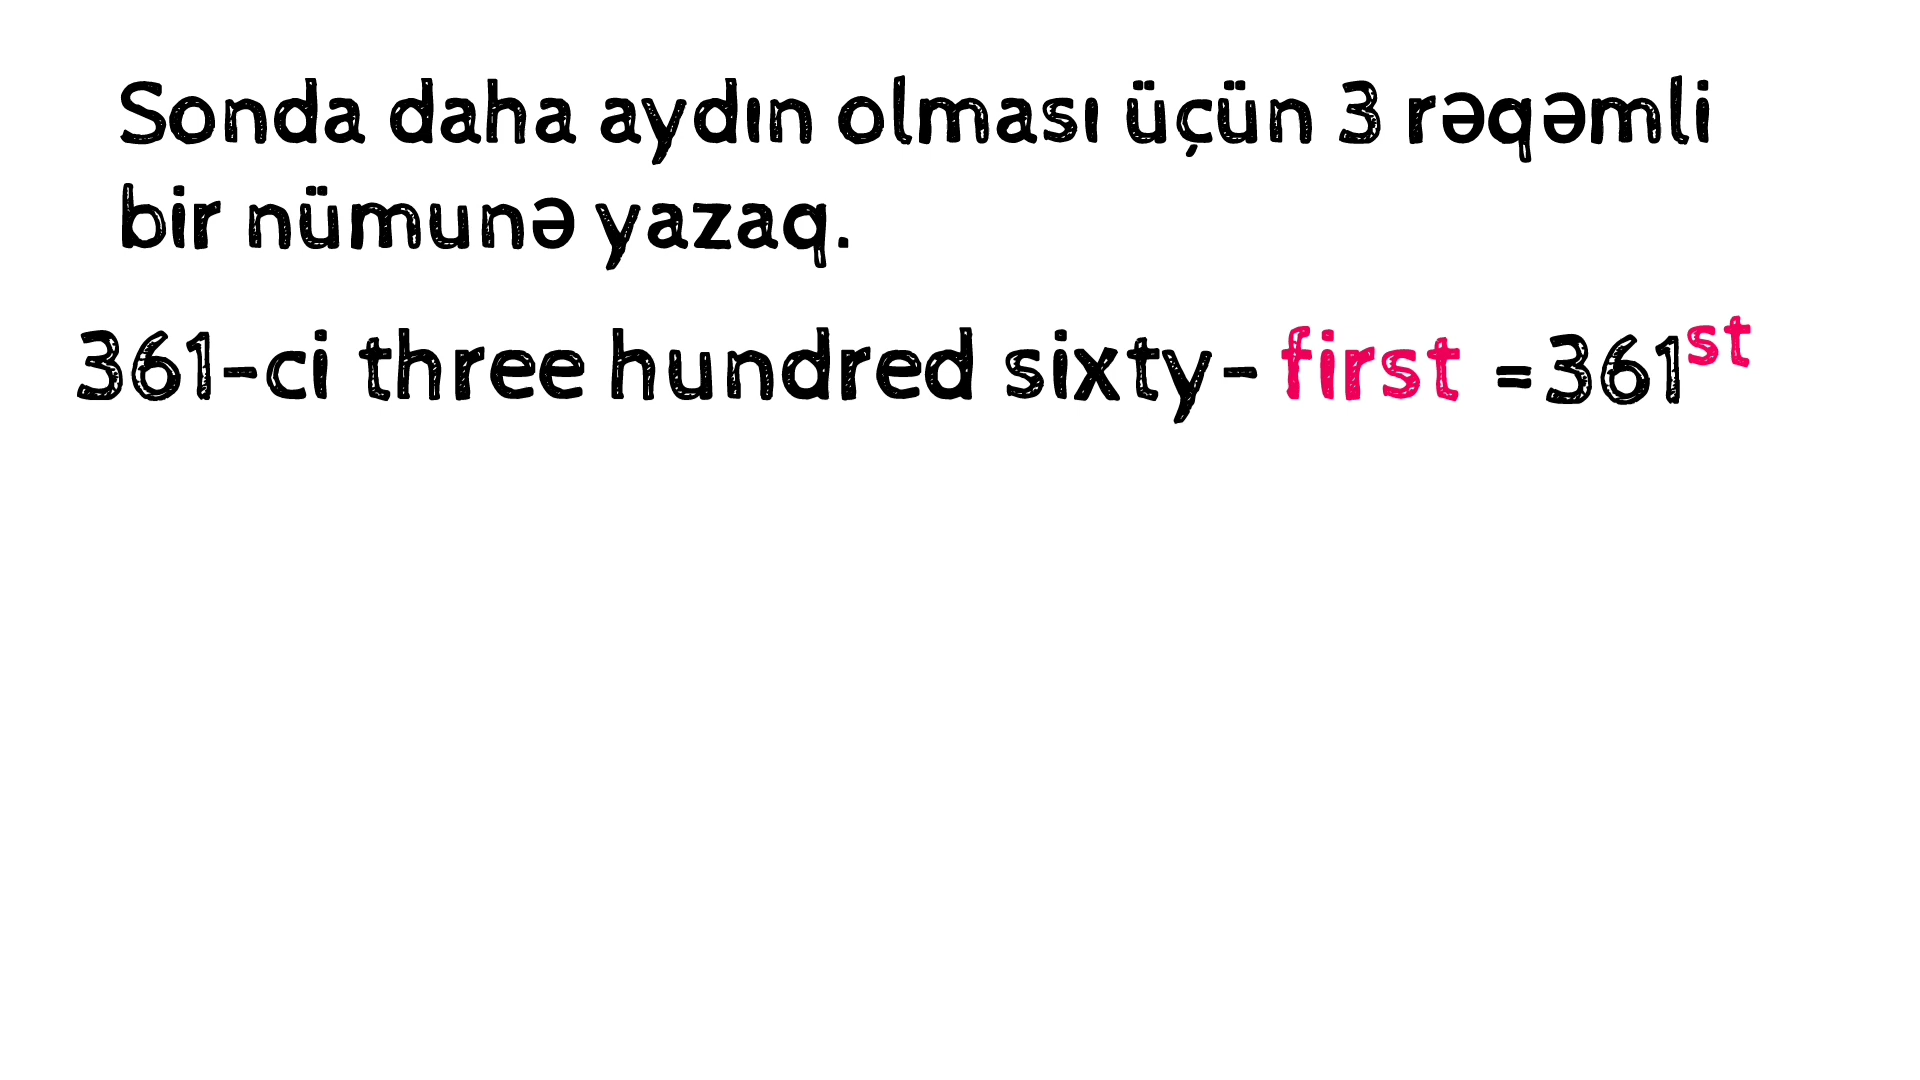 Sonda daha aydın olması üçün 3 rəqəmli
bir nümunə yazaq.
361-ci three hundred sixty- first =361st